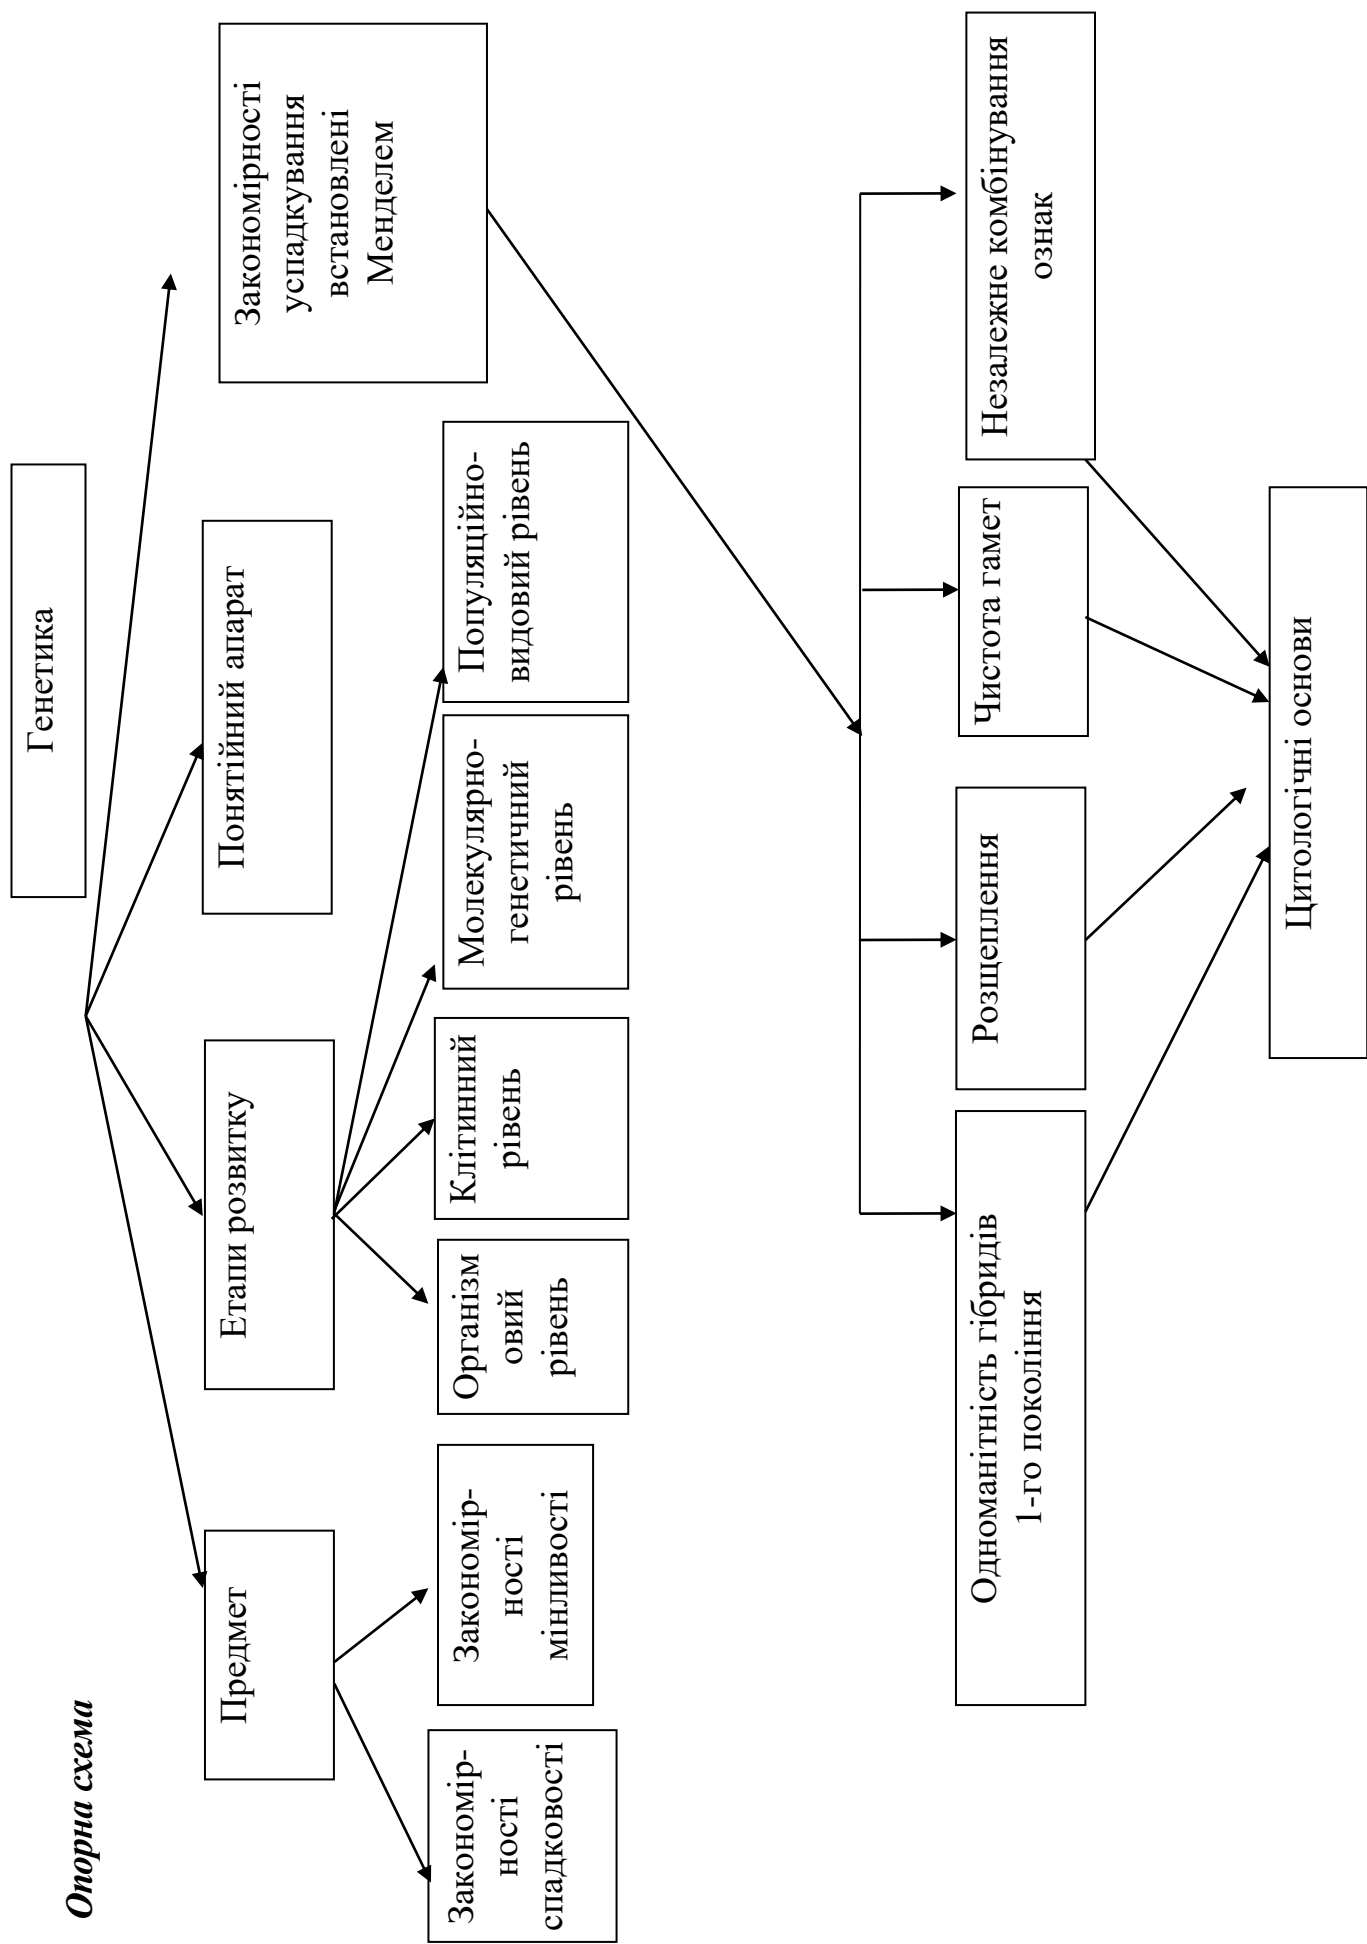 Опорна схема
Генетика
Предмет
Етапи розвитку
Понятійний апарат
Закономірності
успадкування
встановлені
Менделем
Закономір-
ності
спадковості
Закономір-
ності
мінливості
Організм
овий
рівень
Клітинний
рівень
Молекулярно-
генетичний
рівень
Популяційно-
видовий рівень
Одноманітність гібридів
1-го покоління
Розщеплення
Чистота гамет
Незалежне комбінування
ознак
Цитологічні основи